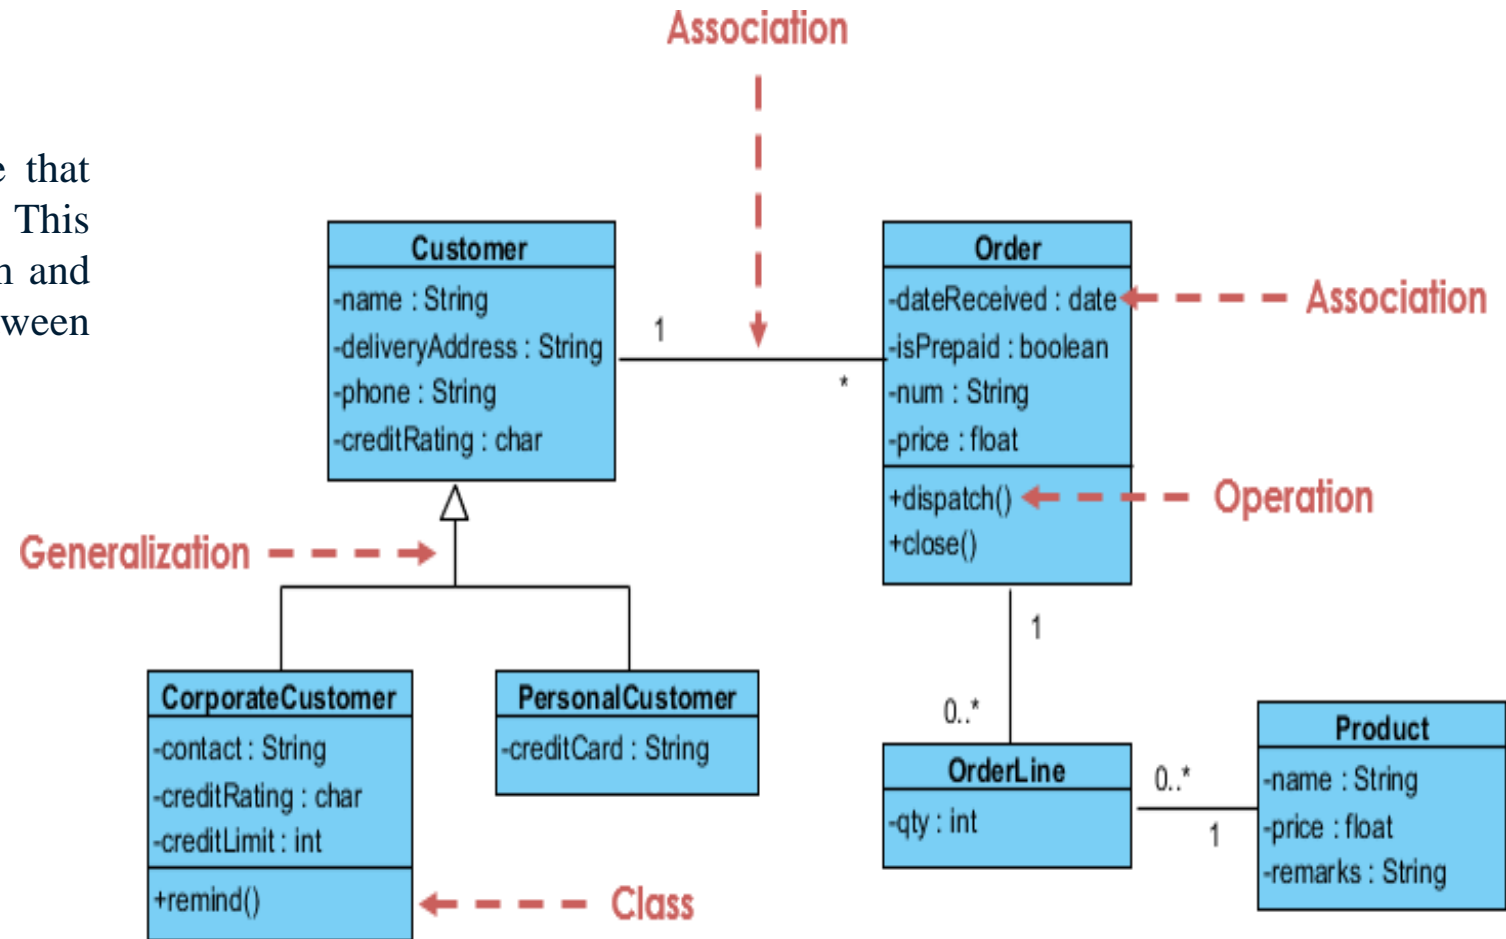 Association
e that
This
n and
ween
Customer
-name : String
-deliveryAddress : String
-phone : String
-creditRating : char
1
*
Order
-dateReceived : date
-isPrepaid : boolean
-num : String
-price : float
+dispatch()
+close()
Association
Operation
Generalization
CorporateCustomer
-contact : String
-creditRating : char
-creditLimit : int
+remind()
PersonalCustomer
-creditCard : String
Class
1
0..*
OrderLine
-qty : int
0..*
1
Product
-name : String
-price : float
-remarks : String